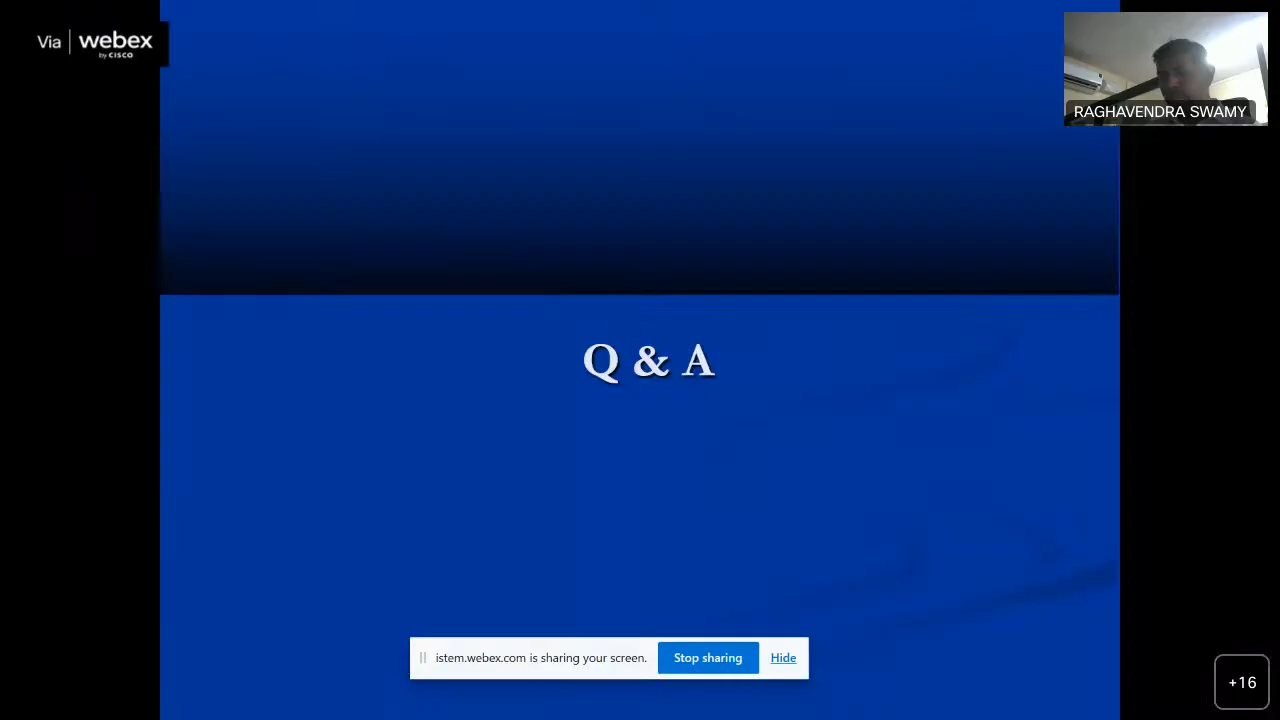 Via | webex
by CISCO
RAGHAVENDRA SWAMY
Q & A
istem.webex.com is sharing your screen. Stop sharing Hide
+16